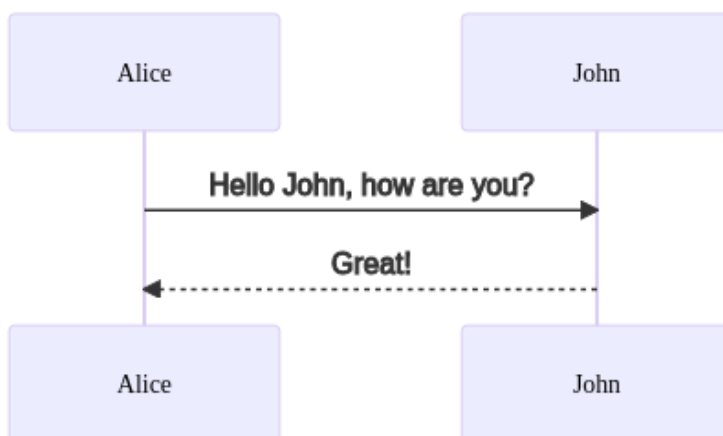 Alice
John
Hello John, how are you?
Great!
Alice
John